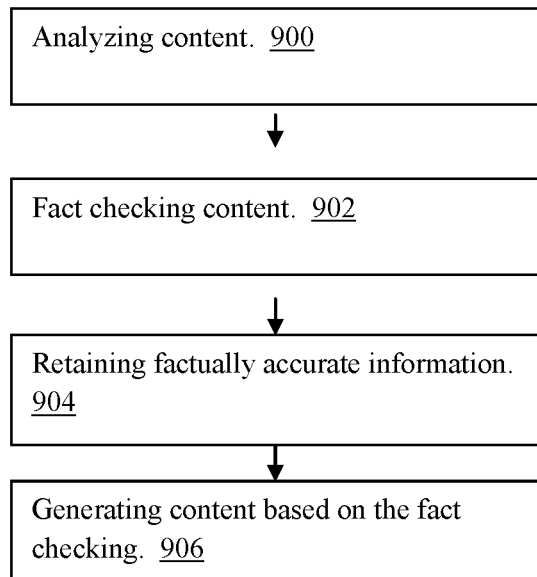 Analyzing content. 900
Fact checking content. 902
Retaining factually accurate information.
904
Generating content based on the fact
checking. 906